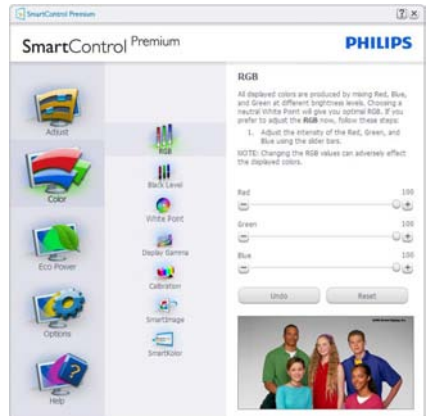 SmartControl Premium
SmartControl Premium
PHILIPS
Adjust
Color
Eco Power
Options
Help
RGB
Black Level
White Point
Display Gamma
Calibration
SmartImage
SmartKolor
RGB
All displayed colors are produced by mixing Red, Blue,
and Green at different brightness levels. Choosing a
neutral White Point will give you optimal RGB. If you
prefer to adjust the RGB now, follow these steps:
1. Adjust the intensity of the Red, Green, and
Blue using the slider bars.
NOTE: Changing the RGB values can adversely effect
the displayed colors.
Red 100
Green 100
Blue 100
Undo Reset